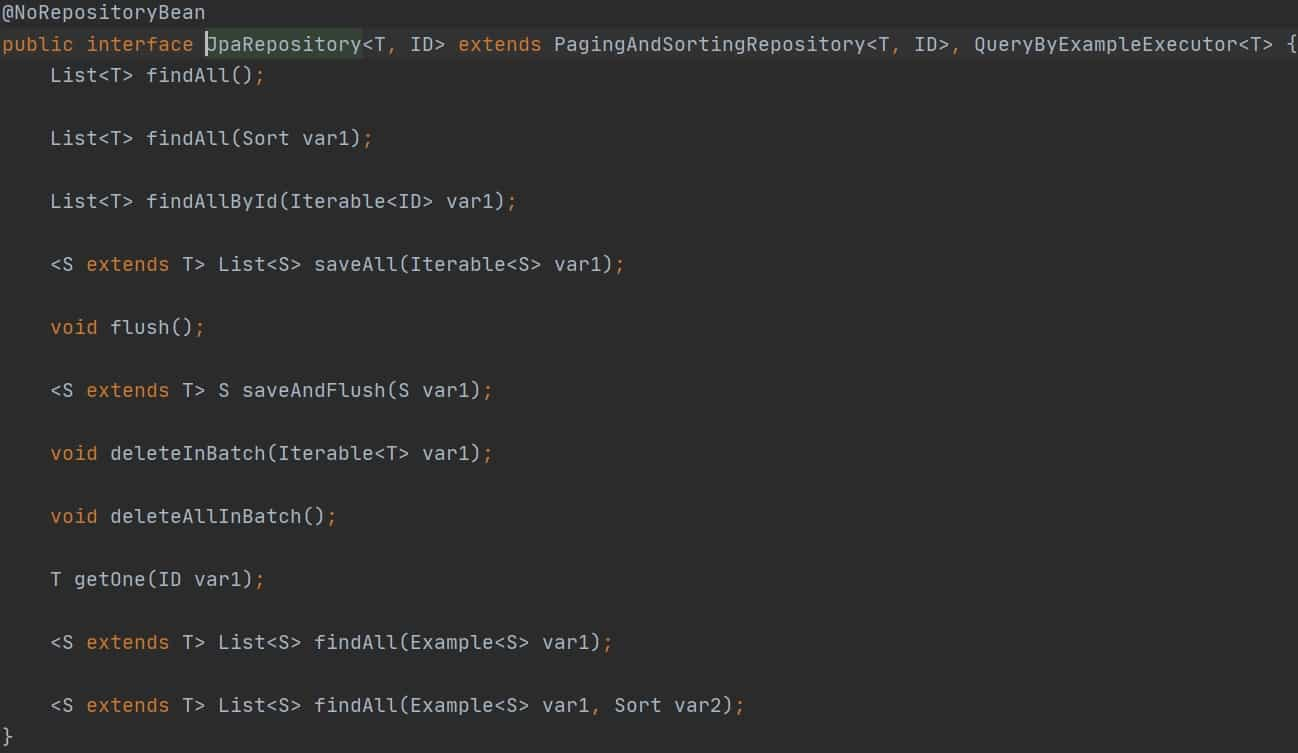 @NoRepositoryBean
public interface JpaRepository<T, ID> extends PagingAndSortingRepository<T, ID>, QueryByExampleExecutor<T> {
    List<T> findAll();
    List<T> findAll(Sort var1);
    List<T> findAllById(Iterable<ID> var1);
    <S extends T> List<S> saveAll(Iterable<S> var1);
    void flush();
    <S extends T> S saveAndFlush(S var1);
    void deleteInBatch(Iterable<T> var1);
    void deleteAllInBatch();
    T getOne(ID var1);
    <S extends T> List<S> findAll(Example<S> var1);
    <S extends T> List<S> findAll(Example<S> var1, Sort var2);
}